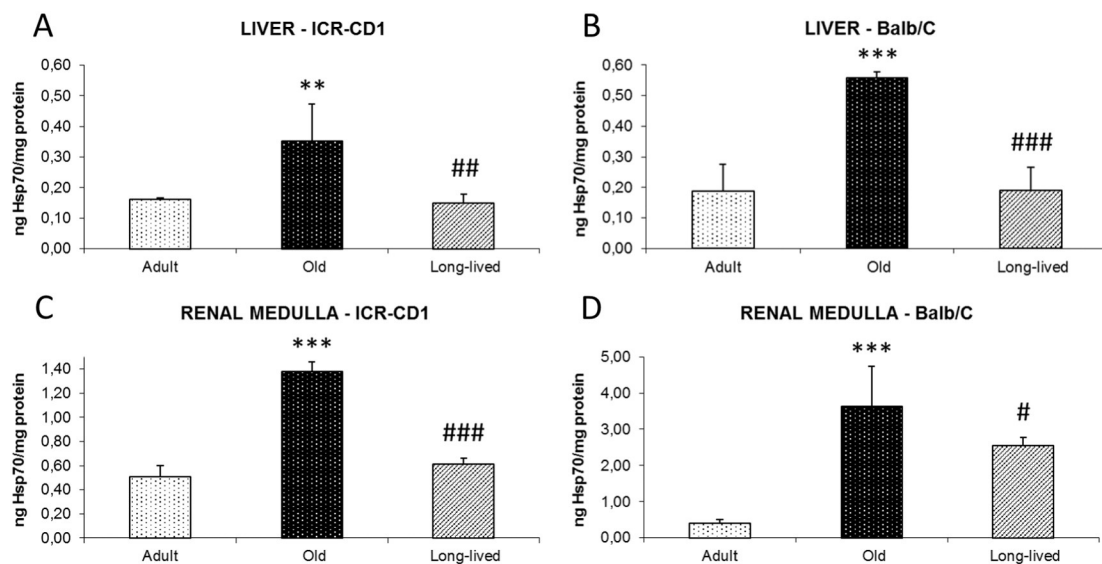 A
LIVER - ICR-CD1
ng Hsp70/mg protein
0,60
0,50
0,40
0,30
0,20
0,10
0,00
**
##
Adult Old Long-lived
B
LIVER - Balb/C
ng Hsp70/mg protein
0,60
0,50
0,40
0,30
0,20
0,10
0,00
***
###
Adult Old Long-lived
C
RENAL MEDULLA - ICR-CD1
ng Hsp70/mg protein
1,40
1,20
1,00
0,80
0,60
0,40
0,20
0,00
***
###
Adult Old Long-lived
D
RENAL MEDULLA - Balb/C
ng Hsp70/mg protein
5,00
4,00
3,00
2,00
1,00
0,00
***
#
Adult Old Long-lived